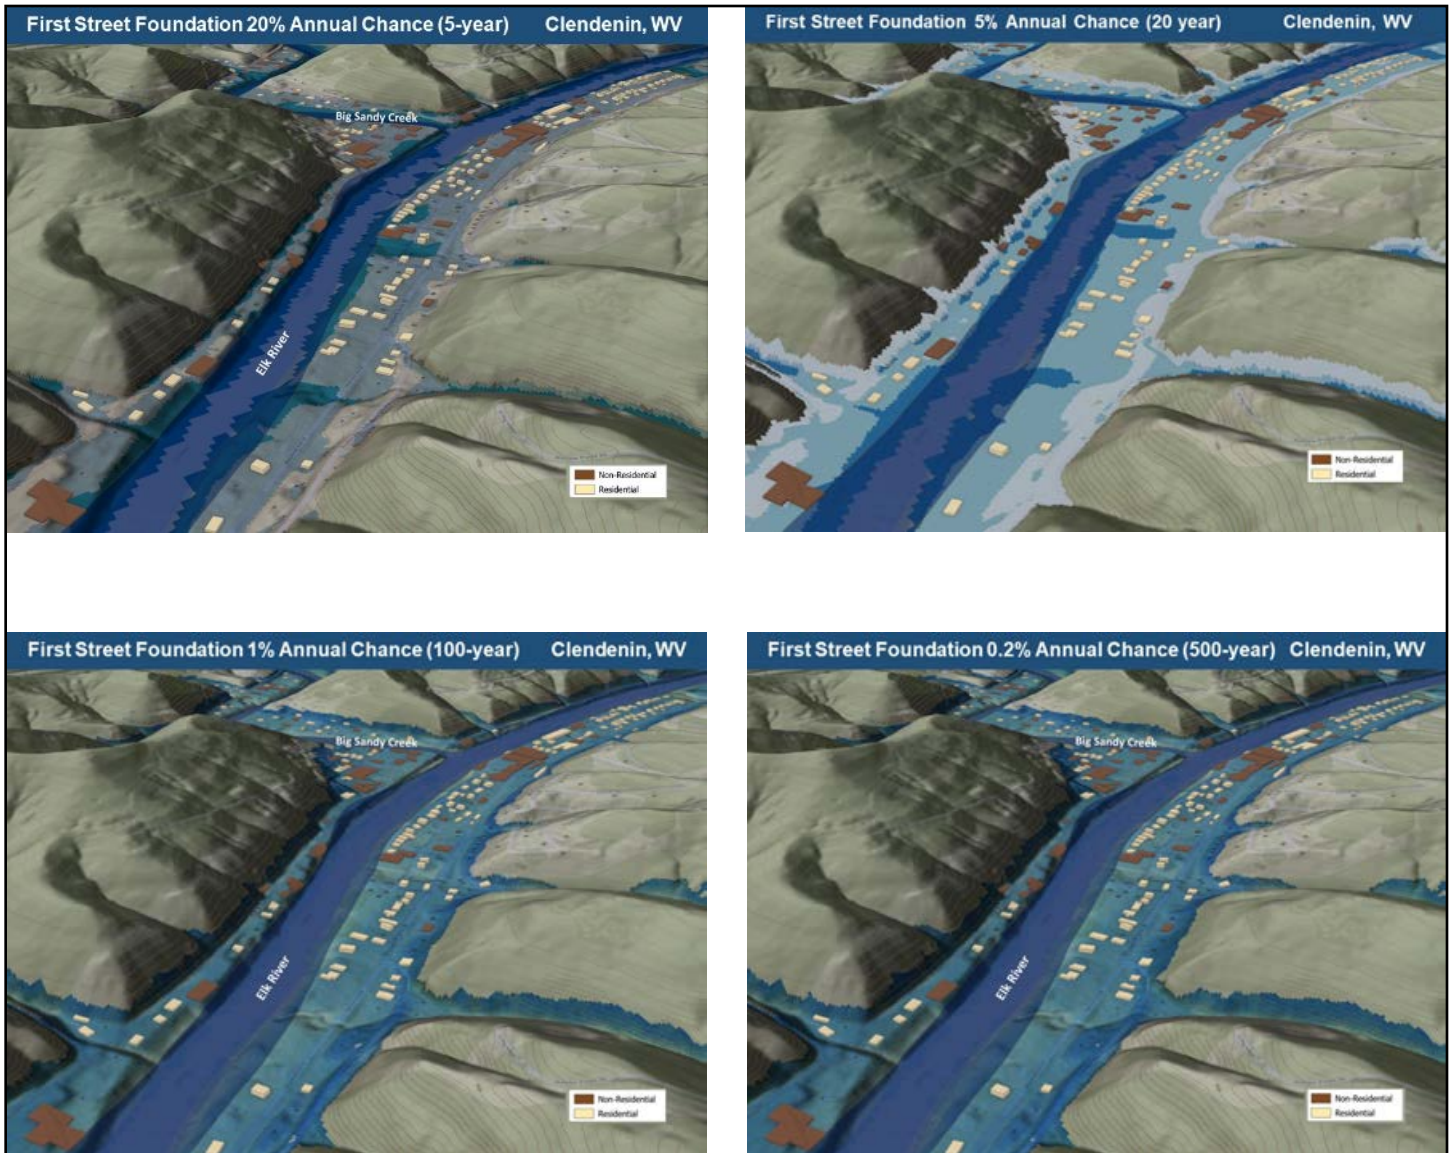 First Street Foundation 20% Annual Chance (5-year) Clendenin, WV
Big Sandy Creek
Elk River
Non-Residential
Residential
First Street Foundation 5% Annual Chance (20 year) Clendenin, WV
Non-Residential
Residential
First Street Foundation 1% Annual Chance (100-year) Clendenin, WV
Big Sandy Creek
Elk River
Non-Residential
Residential
First Street Foundation 0.2% Annual Chance (500-year) Clendenin, WV
Big Sandy Creek
Elk River
Non-Residential
Residential